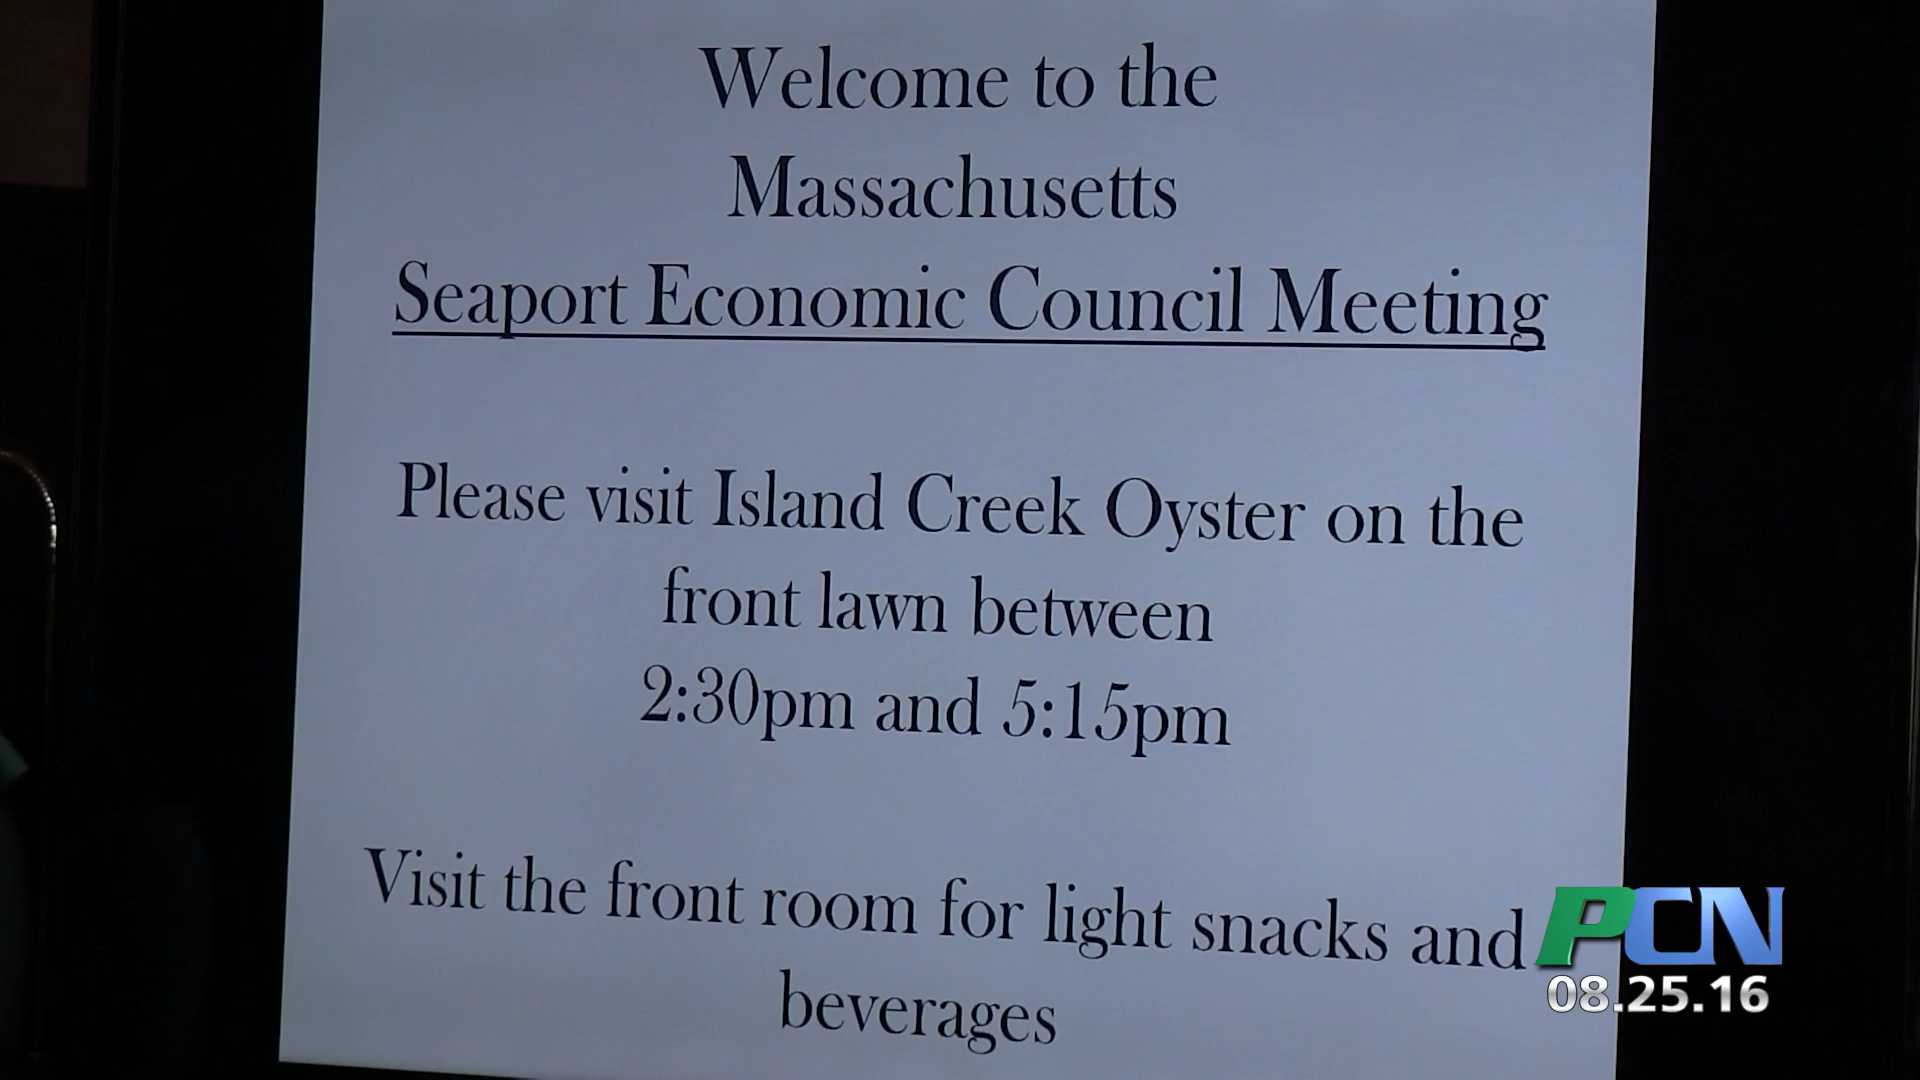 Welcome to the
Massachusetts
Seaport Economic Council Meeting
Please visit Island Creek Oyster on the
front lawn between
2:30pm and 5:15pm
Visit the front room for light snacks and
beverages
PCN
08.25.16